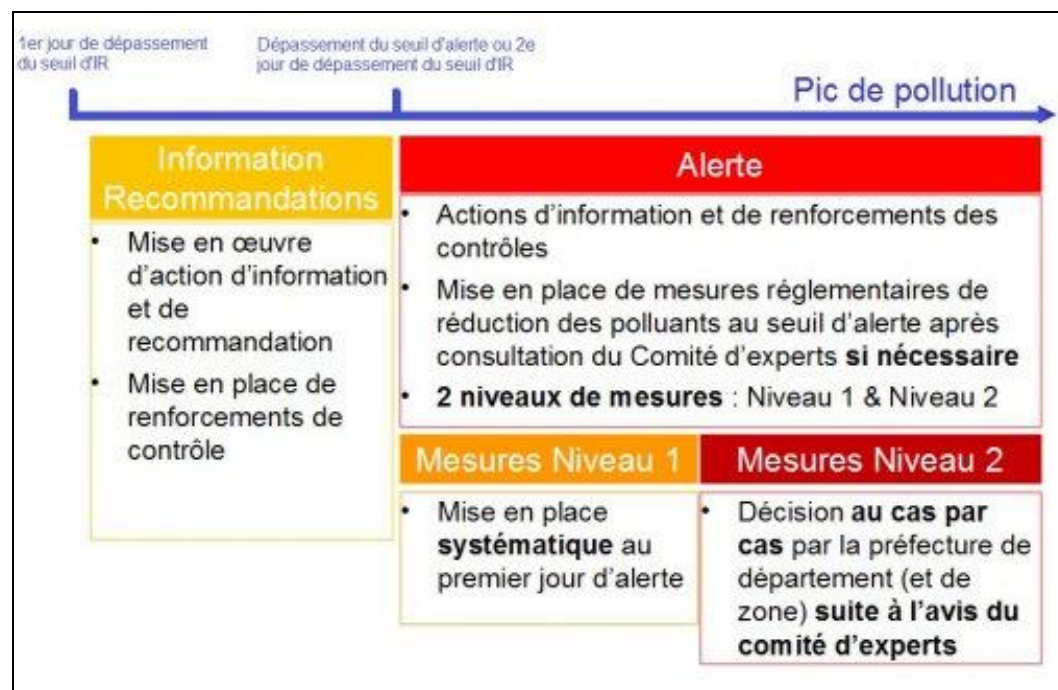 1er jour de dépassement
du seuil d'IR
Dépassement du seuil d'alerte ou 2e
jour de dépassement du seuil d'IR
Pic de pollution
Information
Recommandations
• Mise en œuvre
d'action d'information
et de
recommandation
• Mise en place de
renforcements de
contrôle
Alerte
• Actions d'information et de renforcements des
contrôles
• Mise en place de mesures réglementaires de
réduction des polluants au seuil d'alerte après
consultation du Comité d'experts si nécessaire
• 2 niveaux de mesures : Niveau 1 & Niveau 2
Mesures Niveau 1
• Mise en place
systématique au
premier jour d'alerte
Mesures Niveau 2
• Décision au cas par
cas par la préfecture de
département (et de
zone) suite à l'avis du
comité d'experts